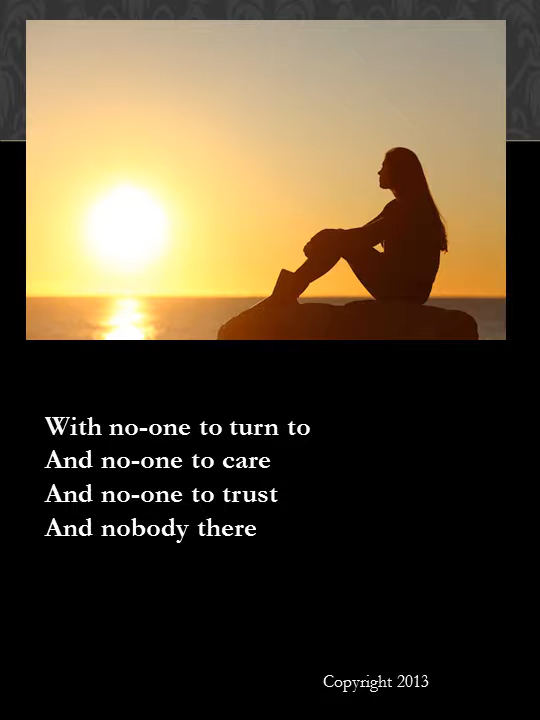 With no-one to turn to
And no-one to care
And no-one to trust
And nobody there
Copyright 2013